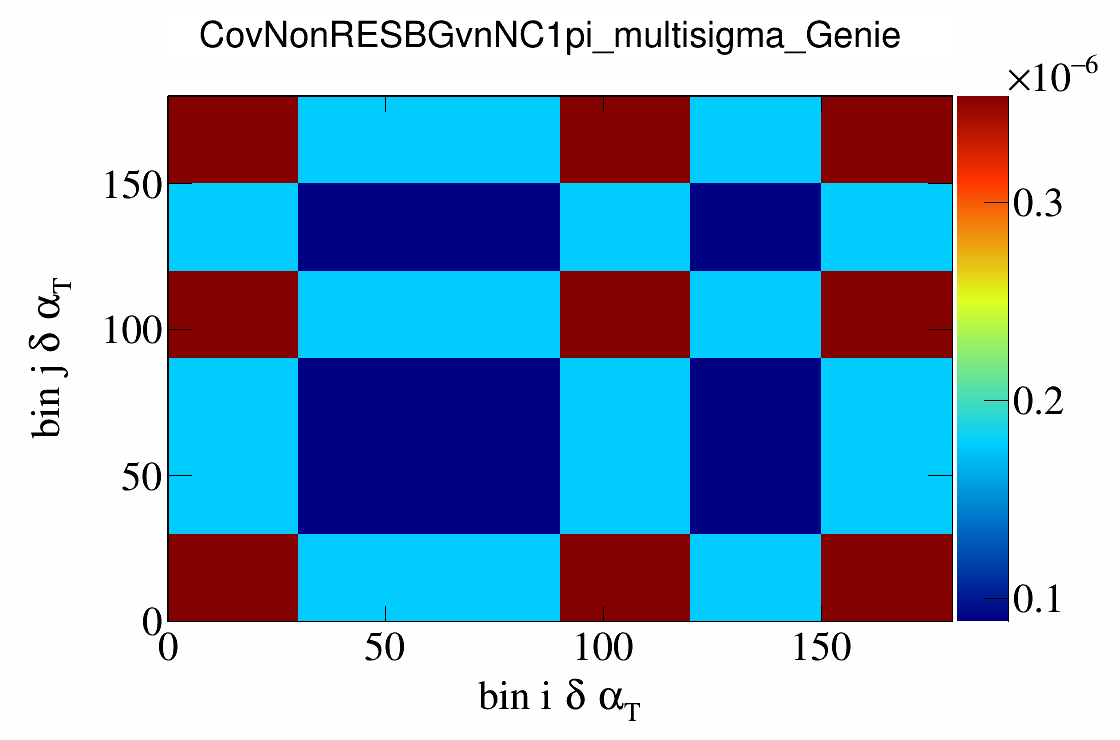 CovNonRESBGvnNC1pi_multisigma_Genie
×10⁻⁶
150
100
50
0
0 50 100 150
0.3
0.2
0.1
bin j δ α_T
bin i δ α_T